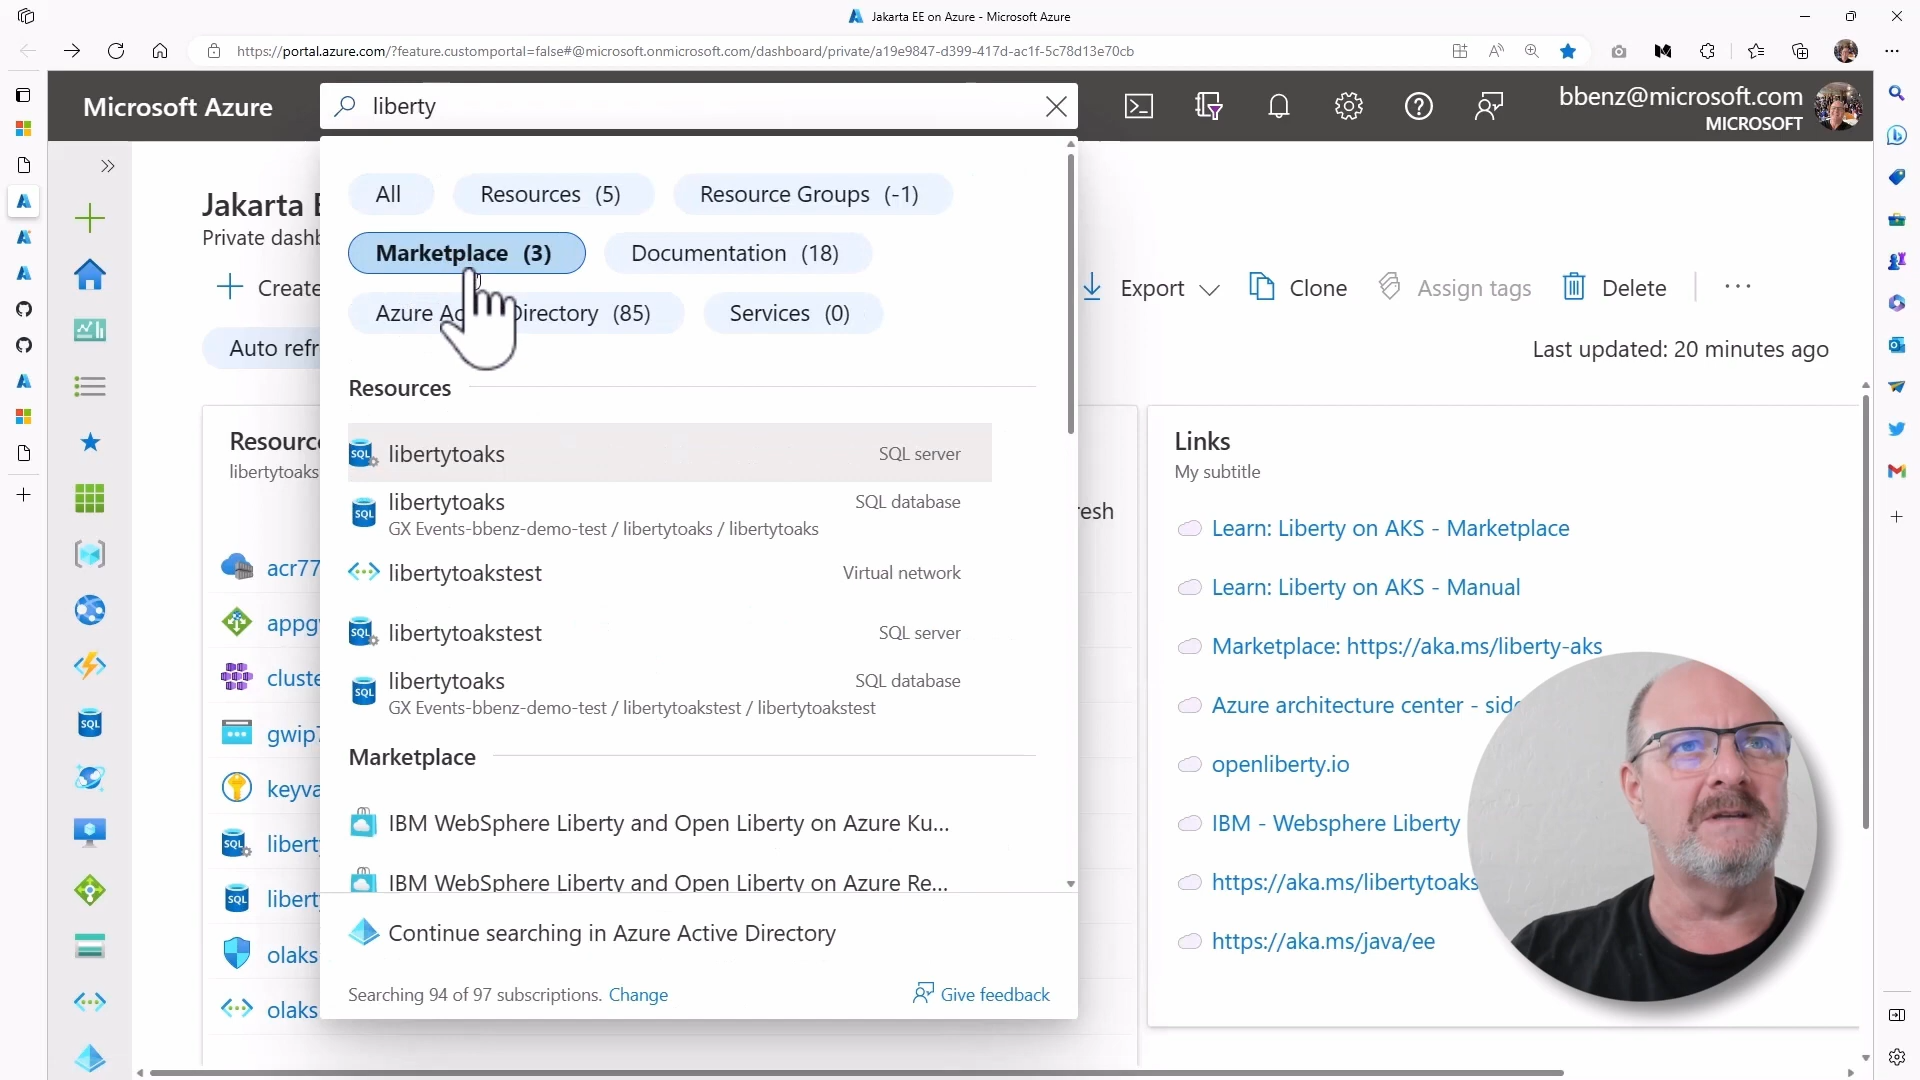 Jakarta EE on Azure - Microsoft Azure
https://portal.azure.com/?feature.customportal=false#@microsoft.onmicrosoft.com/dashboard/private/a19e9847-d399-417d-ac1f-5c78d13e70cb
Microsoft Azure
liberty
bbenz@microsoft.com
MICROSOFT
All
Resources (5)
Resource Groups (-1)
Marketplace (3)
Documentation (18)
Azure Ac Directory (85)
Services (0)
Jakarta E
Private dashb
Create
Export
Clone
Assign tags
Delete
Auto refr
Last updated: 20 minutes ago
Resources
libertytoaks SQL server
libertytoaks SQL database
GX Events-bbenz-demo-test / libertytoaks / libertytoaks
libertytoakstest Virtual network
libertytoakstest SQL server
libertytoaks SQL database
GX Events-bbenz-demo-test / libertytoakstest / libertytoakstest
Marketplace
IBM WebSphere Liberty and Open Liberty on Azure Ku...
IBM WebSphere Liberty and Open Liberty on Azure Re...
Continue searching in Azure Active Directory
Searching 94 of 97 subscriptions. Change
Give feedback
Resourc
libertytoaks
resh
acr77
appg
cluste
gwip
keyva
libert
libert
olaks
olaks
Links
My subtitle
Learn: Liberty on AKS - Marketplace
Learn: Liberty on AKS - Manual
Marketplace: https://aka.ms/liberty-aks
Azure architecture center - side
openliberty.io
IBM - Websphere Liberty
https://aka.ms/libertytoaks
https://aka.ms/java/ee